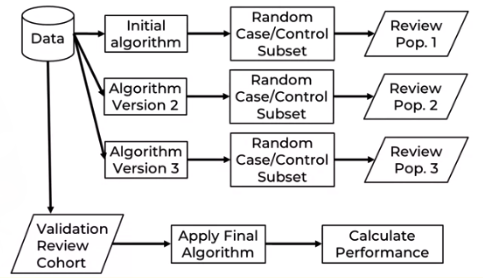 Data
Initial
algorithm
Random
Case/Control
Subset
Review
Pop. 1
Algorithm
Version 2
Random
Case/Control
Subset
Review
Pop. 2
Algorithm
Version 3
Random
Case/Control
Subset
Review
Pop. 3
Validation
Review
Cohort
Apply Final
Algorithm
Calculate
Performance